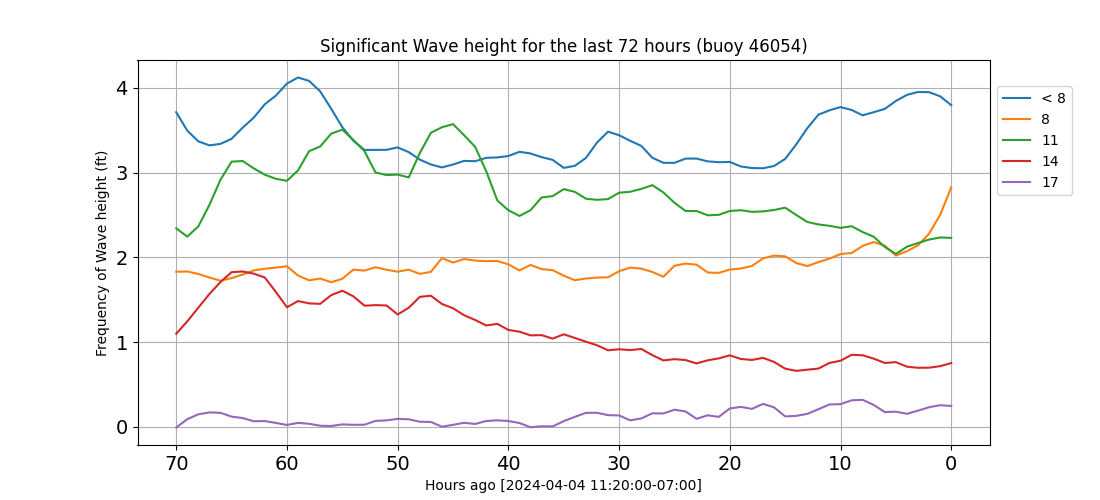 Significant Wave height for the last 72 hours (buoy 46054)
Frequency of Wave height (ft)
4
3
2
1
0
70 60 50 40 30 20 10 0
Hours ago [2024-04-04 11:20:00-07:00]
< 8
8
11
14
17